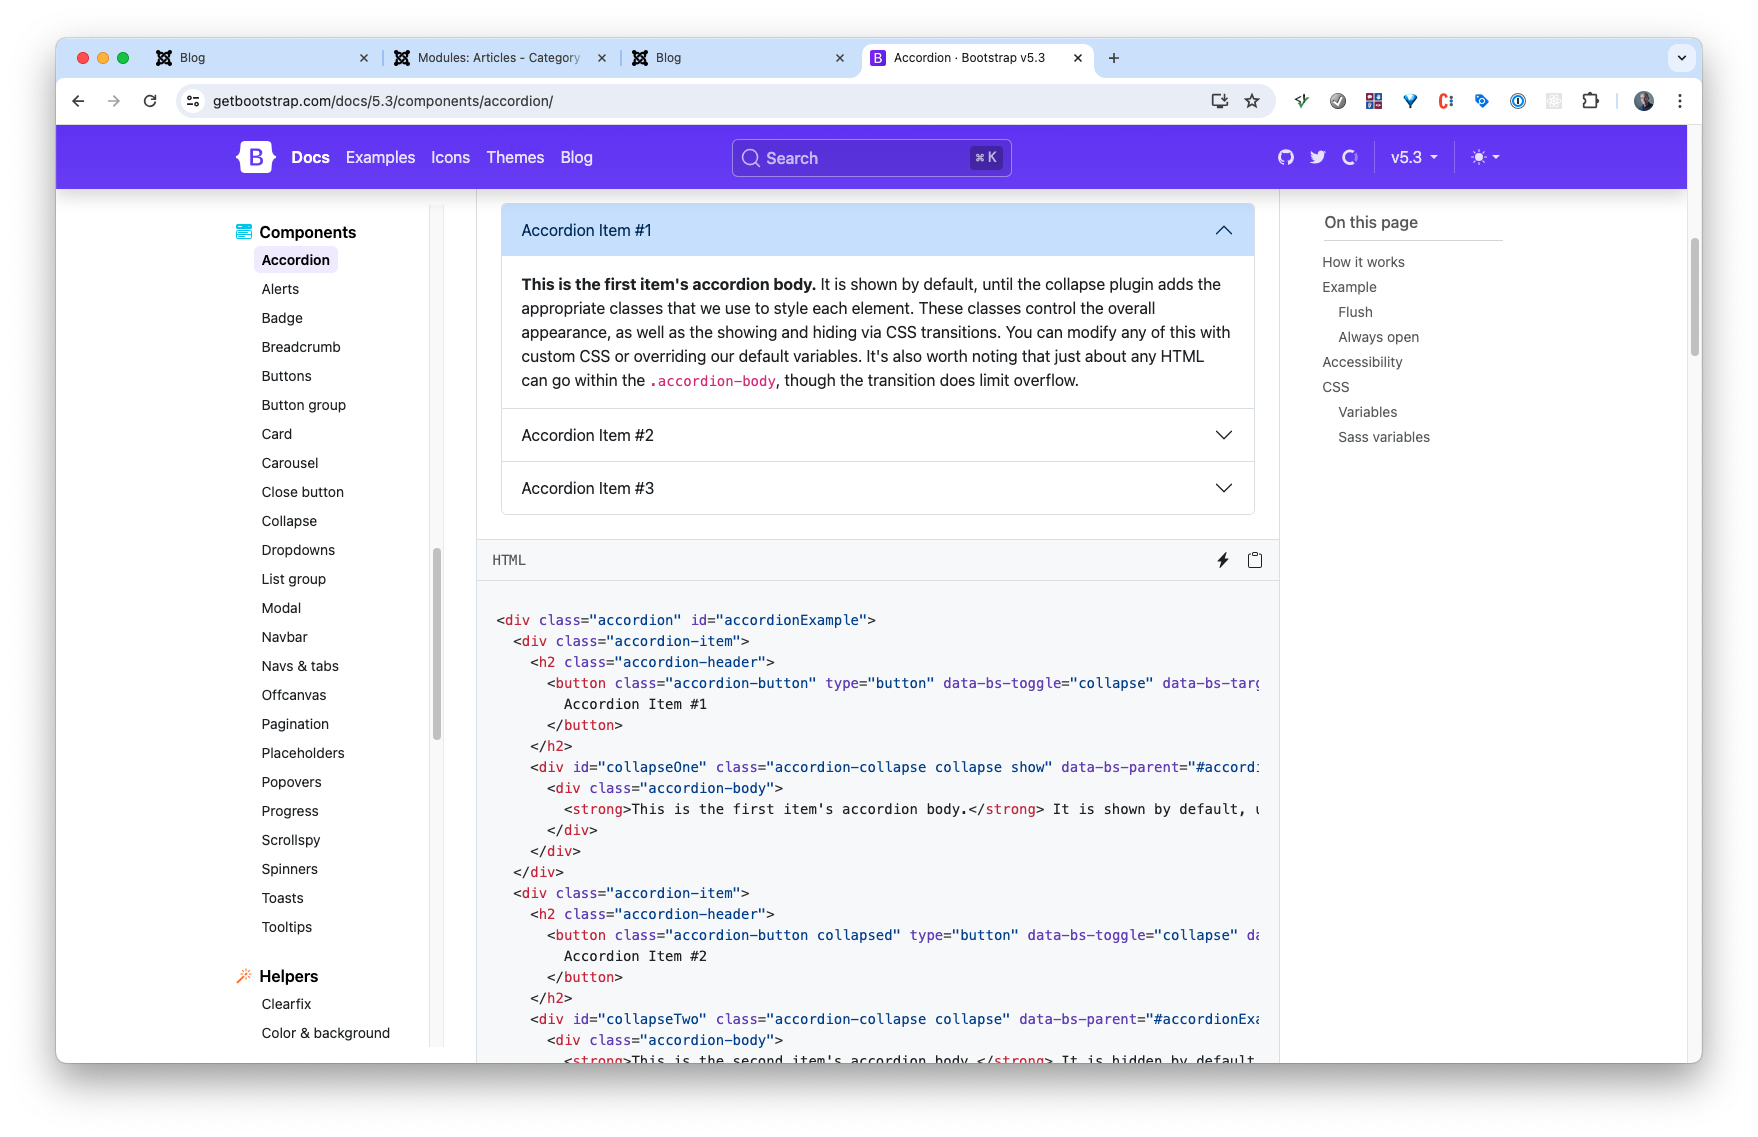 Blog
Modules: Articles - Category
Blog
Accordion · Bootstrap v5.3
getbootstrap.com/docs/5.3/components/accordion/
B Docs Examples Icons Themes Blog
Search
⌘ K
v5.3
Components
Accordion
Alerts
Badge
Breadcrumb
Buttons
Button group
Card
Carousel
Close button
Collapse
Dropdowns
List group
Modal
Navbar
Navs & tabs
Offcanvas
Pagination
Placeholders
Popovers
Progress
Scrollspy
Spinners
Toasts
Tooltips
Helpers
Clearfix
Color & background
Accordion Item #1
This is the first item's accordion body. It is shown by default, until the collapse plugin adds the
appropriate classes that we use to style each element. These classes control the overall
appearance, as well as the showing and hiding via CSS transitions. You can modify any of this with
custom CSS or overriding our default variables. It's also worth noting that just about any HTML
can go within the .accordion-body, though the transition does limit overflow.
Accordion Item #2
Accordion Item #3
HTML
<div class="accordion" id="accordionExample">
<div class="accordion-item">
<h2 class="accordion-header">
<button class="accordion-button" type="button" data-bs-toggle="collapse" data-bs-targ
Accordion Item #1
</button>
</h2>
<div id="collapseOne" class="accordion-collapse collapse show" data-bs-parent="#accordi
<div class="accordion-body">
<strong>This is the first item's accordion body.</strong> It is shown by default, u
</div>
</div>
</div>
<div class="accordion-item">
<h2 class="accordion-header">
<button class="accordion-button collapsed" type="button" data-bs-toggle="collapse" da
Accordion Item #2
</button>
</h2>
<div id="collapseTwo" class="accordion-collapse collapse" data-bs-parent="#accordionExa
<div class="accordion-body">
<strong>This is the second item's accordion body.</strong> It is hidden by default
On this page
How it works
Example
Flush
Always open
Accessibility
CSS
Variables
Sass variables